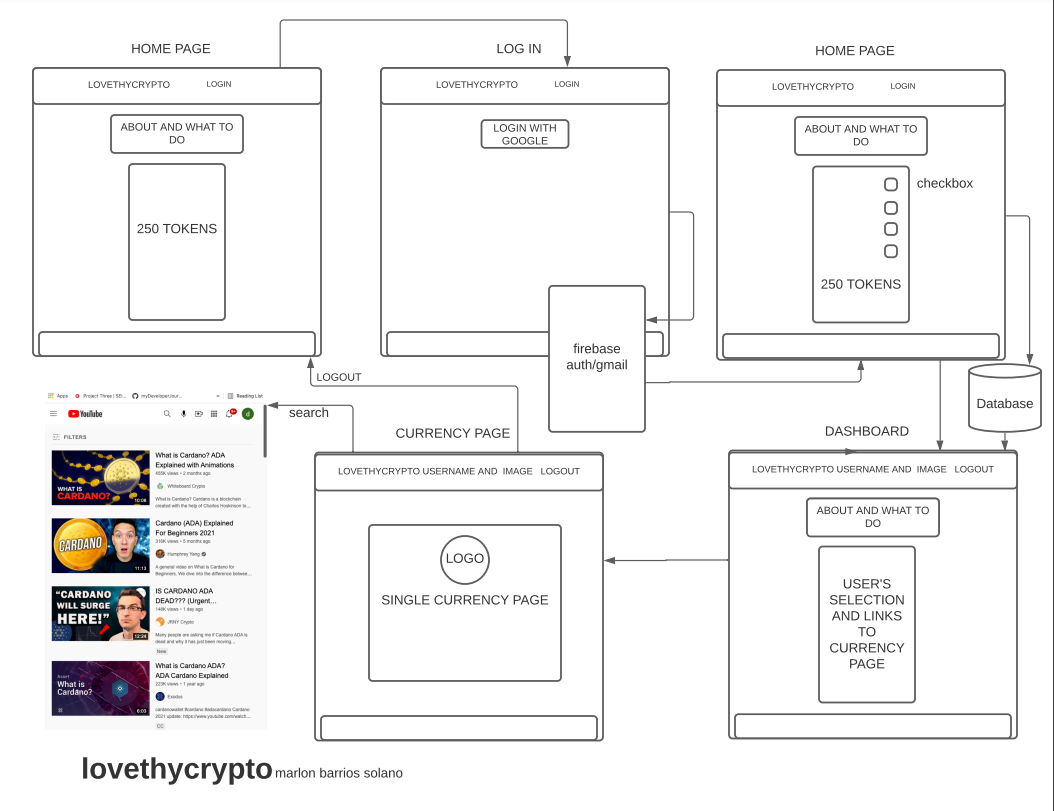 HOME PAGE
LOG IN
HOME PAGE
LOVETHYCRYPTO LOGIN
LOVETHYCRYPTO LOGIN
LOVETHYCRYPTO LOGIN
ABOUT AND WHAT TO
DO
LOGIN WITH
GOOGLE
ABOUT AND WHAT TO
DO
250 TOKENS
checkbox
250 TOKENS
firebase
auth/gmail
LOGOUT
Database
search
CURRENCY PAGE
DASHBOARD
Apps Project Three | SEI... myDeveloperJour... Reading List
YouTube
9+
d
FILTERS
WHAT IS
CARDANO?
10:08
What is Cardano? ADA
Explained with Animations
455K views • 2 months ago
Whiteboard Crypto
What is Cardano? Cardano is a blockchain
created with the help of Charles Hoskinson to...
CARDANO
11:13
Cardano (ADA) Explained
For Beginners 2021
316K views • 5 months ago
Humphrey Yang
A general video on What is Cardano for
Beginners. We dive into the difference betwee...
"CARDANO
WILL SURGE
HERE!"
12:24
IS CARDANO ADA
DEAD??? (Urgent...
148K views • 1 day ago
JRNY Crypto
Many people are asking me if Cardano ADA is
dead and why it has just been moving...
New
Asset
What is
Cardano?
6:03
What is Cardano ADA?
ADA Cardano Explained
223K views • 1 year ago
Exodus
cardanowallet #cardano #adacardano Cardano
2021 update: https://www.youtube.com/watch...
CC
LOVETHYCRYPTO USERNAME AND IMAGE LOGOUT
LOGO
SINGLE CURRENCY PAGE
LOVETHYCRYPTO USERNAME AND IMAGE LOGOUT
ABOUT AND WHAT TO
DO
USER'S
SELECTION
AND LINKS
TO
CURRENCY
PAGE
lovethycrypto marlon barrios solano